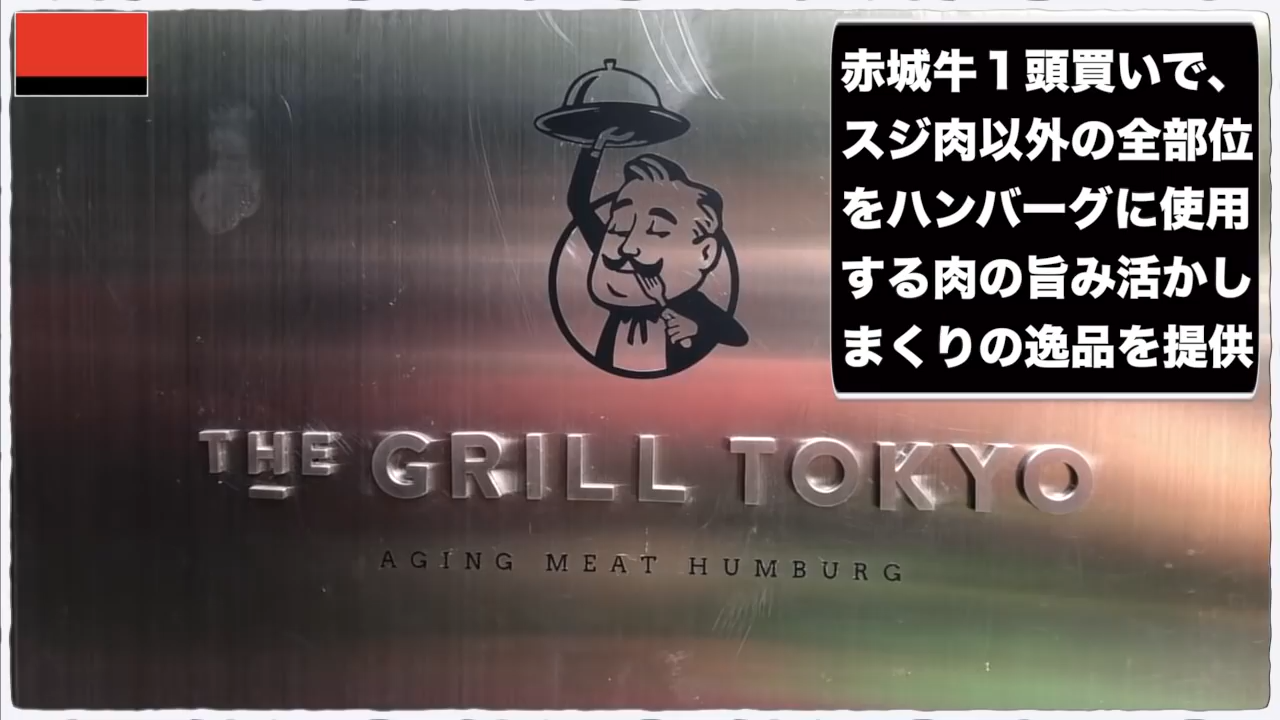 赤城牛１頭買いで、
スジ肉以外の全部位
をハンバーグに使用
する肉の旨み活かし
まくりの逸品を提供
THE GRILL TOKYO
AGING MEAT HUMBURG